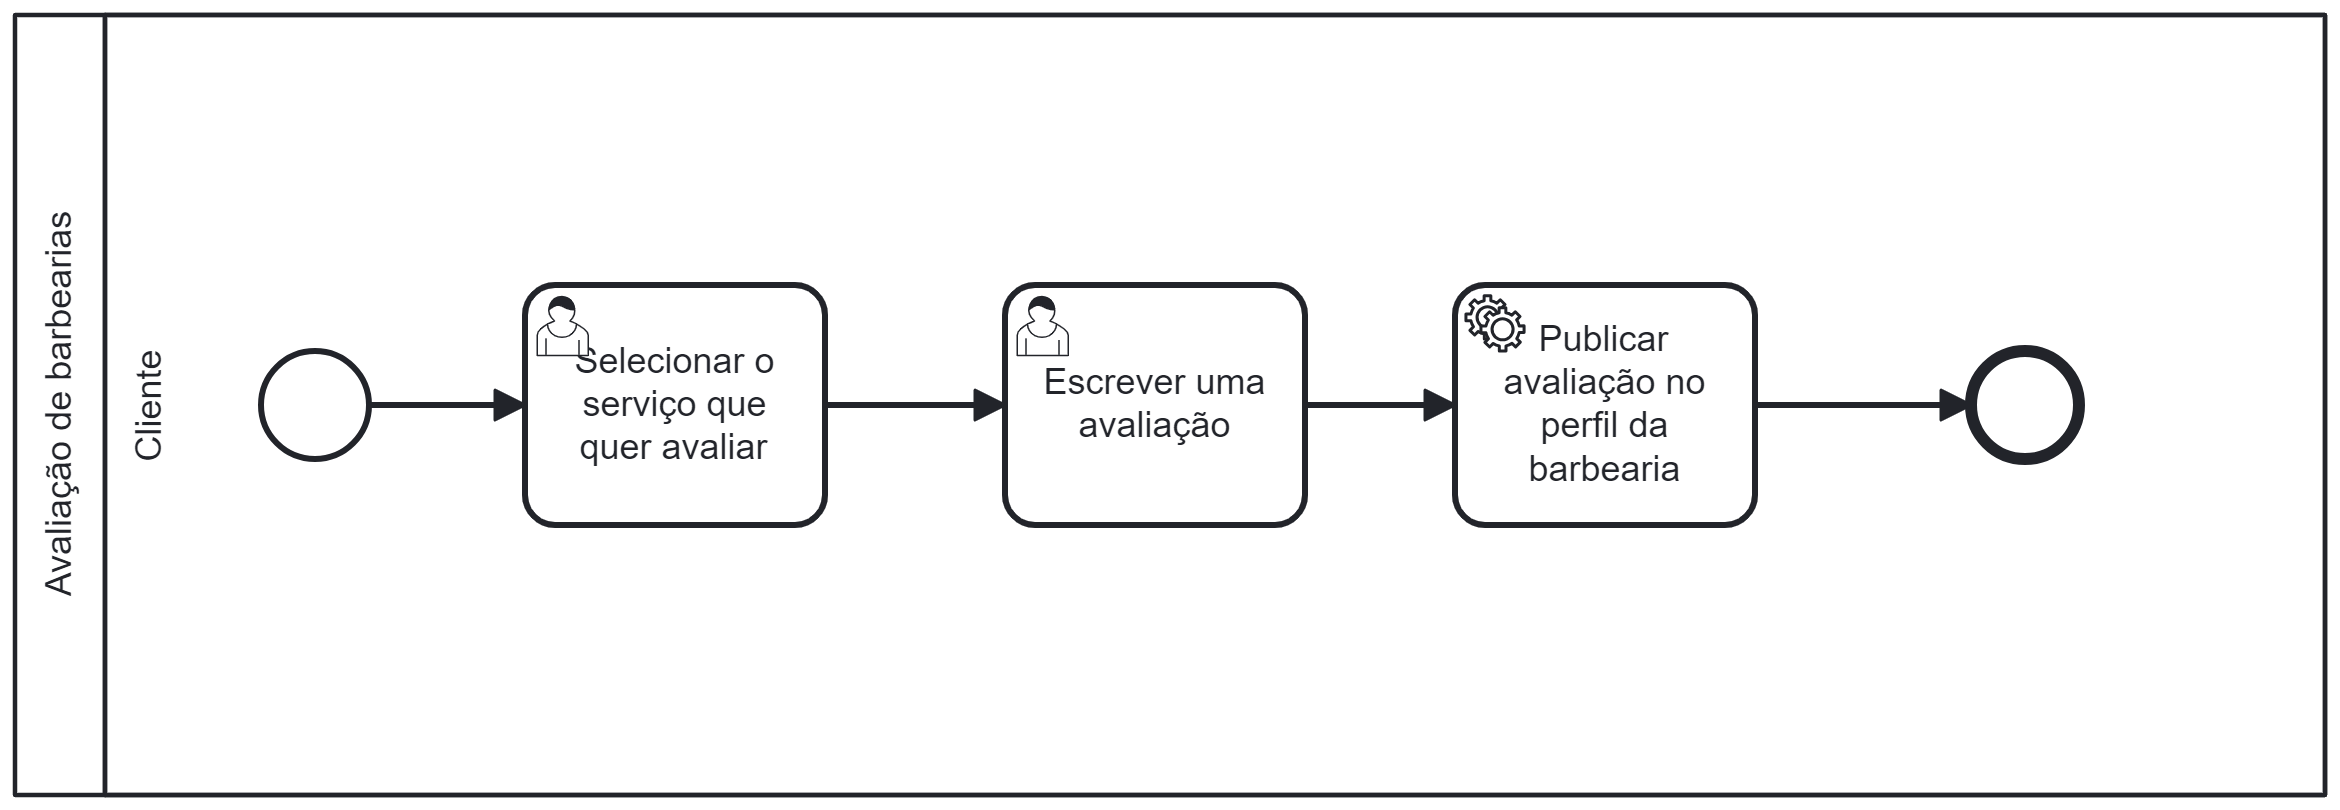 Avaliação de barbearias
Cliente
Selecionar o
serviço que
quer avaliar
Escrever uma
avaliação
Publicar
avaliação no
perfil da
barbearia